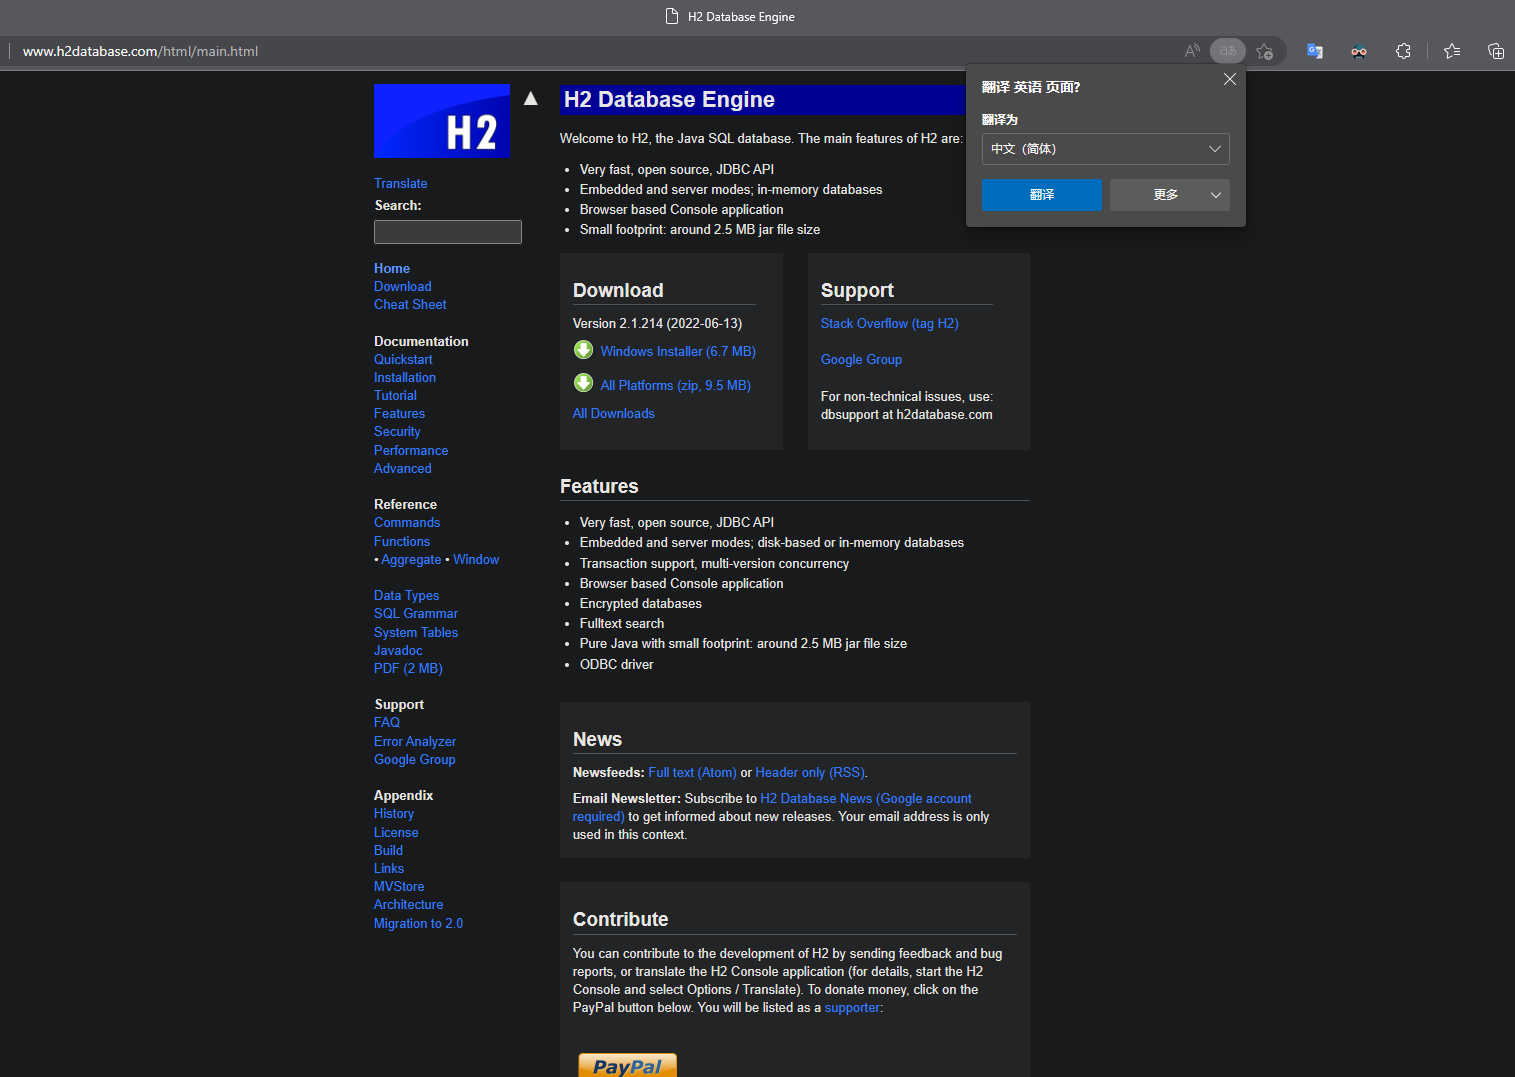 H2 Database Engine
www.h2database.com/html/main.html
翻译 英语 页面?
翻译为
中文（简体）
翻译
更多
H2
Translate
Search:
Home
Download
Cheat Sheet
Documentation
Quickstart
Installation
Tutorial
Features
Security
Performance
Advanced
Reference
Commands
Functions
• Aggregate • Window
Data Types
SQL Grammar
System Tables
Javadoc
PDF (2 MB)
Support
FAQ
Error Analyzer
Google Group
Appendix
History
License
Build
Links
MVStore
Architecture
Migration to 2.0
H2 Database Engine
Welcome to H2, the Java SQL database. The main features of H2 are:
• Very fast, open source, JDBC API
• Embedded and server modes; in-memory databases
• Browser based Console application
• Small footprint: around 2.5 MB jar file size
Download
Version 2.1.214 (2022-06-13)
Windows Installer (6.7 MB)
All Platforms (zip, 9.5 MB)
All Downloads
Support
Stack Overflow (tag H2)
Google Group
For non-technical issues, use:
dbsupport at h2database.com
Features
• Very fast, open source, JDBC API
• Embedded and server modes; disk-based or in-memory databases
• Transaction support, multi-version concurrency
• Browser based Console application
• Encrypted databases
• Fulltext search
• Pure Java with small footprint: around 2.5 MB jar file size
• ODBC driver
News
Newsfeeds: Full text (Atom) or Header only (RSS).
Email Newsletter: Subscribe to H2 Database News (Google account
required) to get informed about new releases. Your email address is only
used in this context.
Contribute
You can contribute to the development of H2 by sending feedback and bug
reports, or translate the H2 Console application (for details, start the H2
Console and select Options / Translate). To donate money, click on the
PayPal button below. You will be listed as a supporter:
PayPal